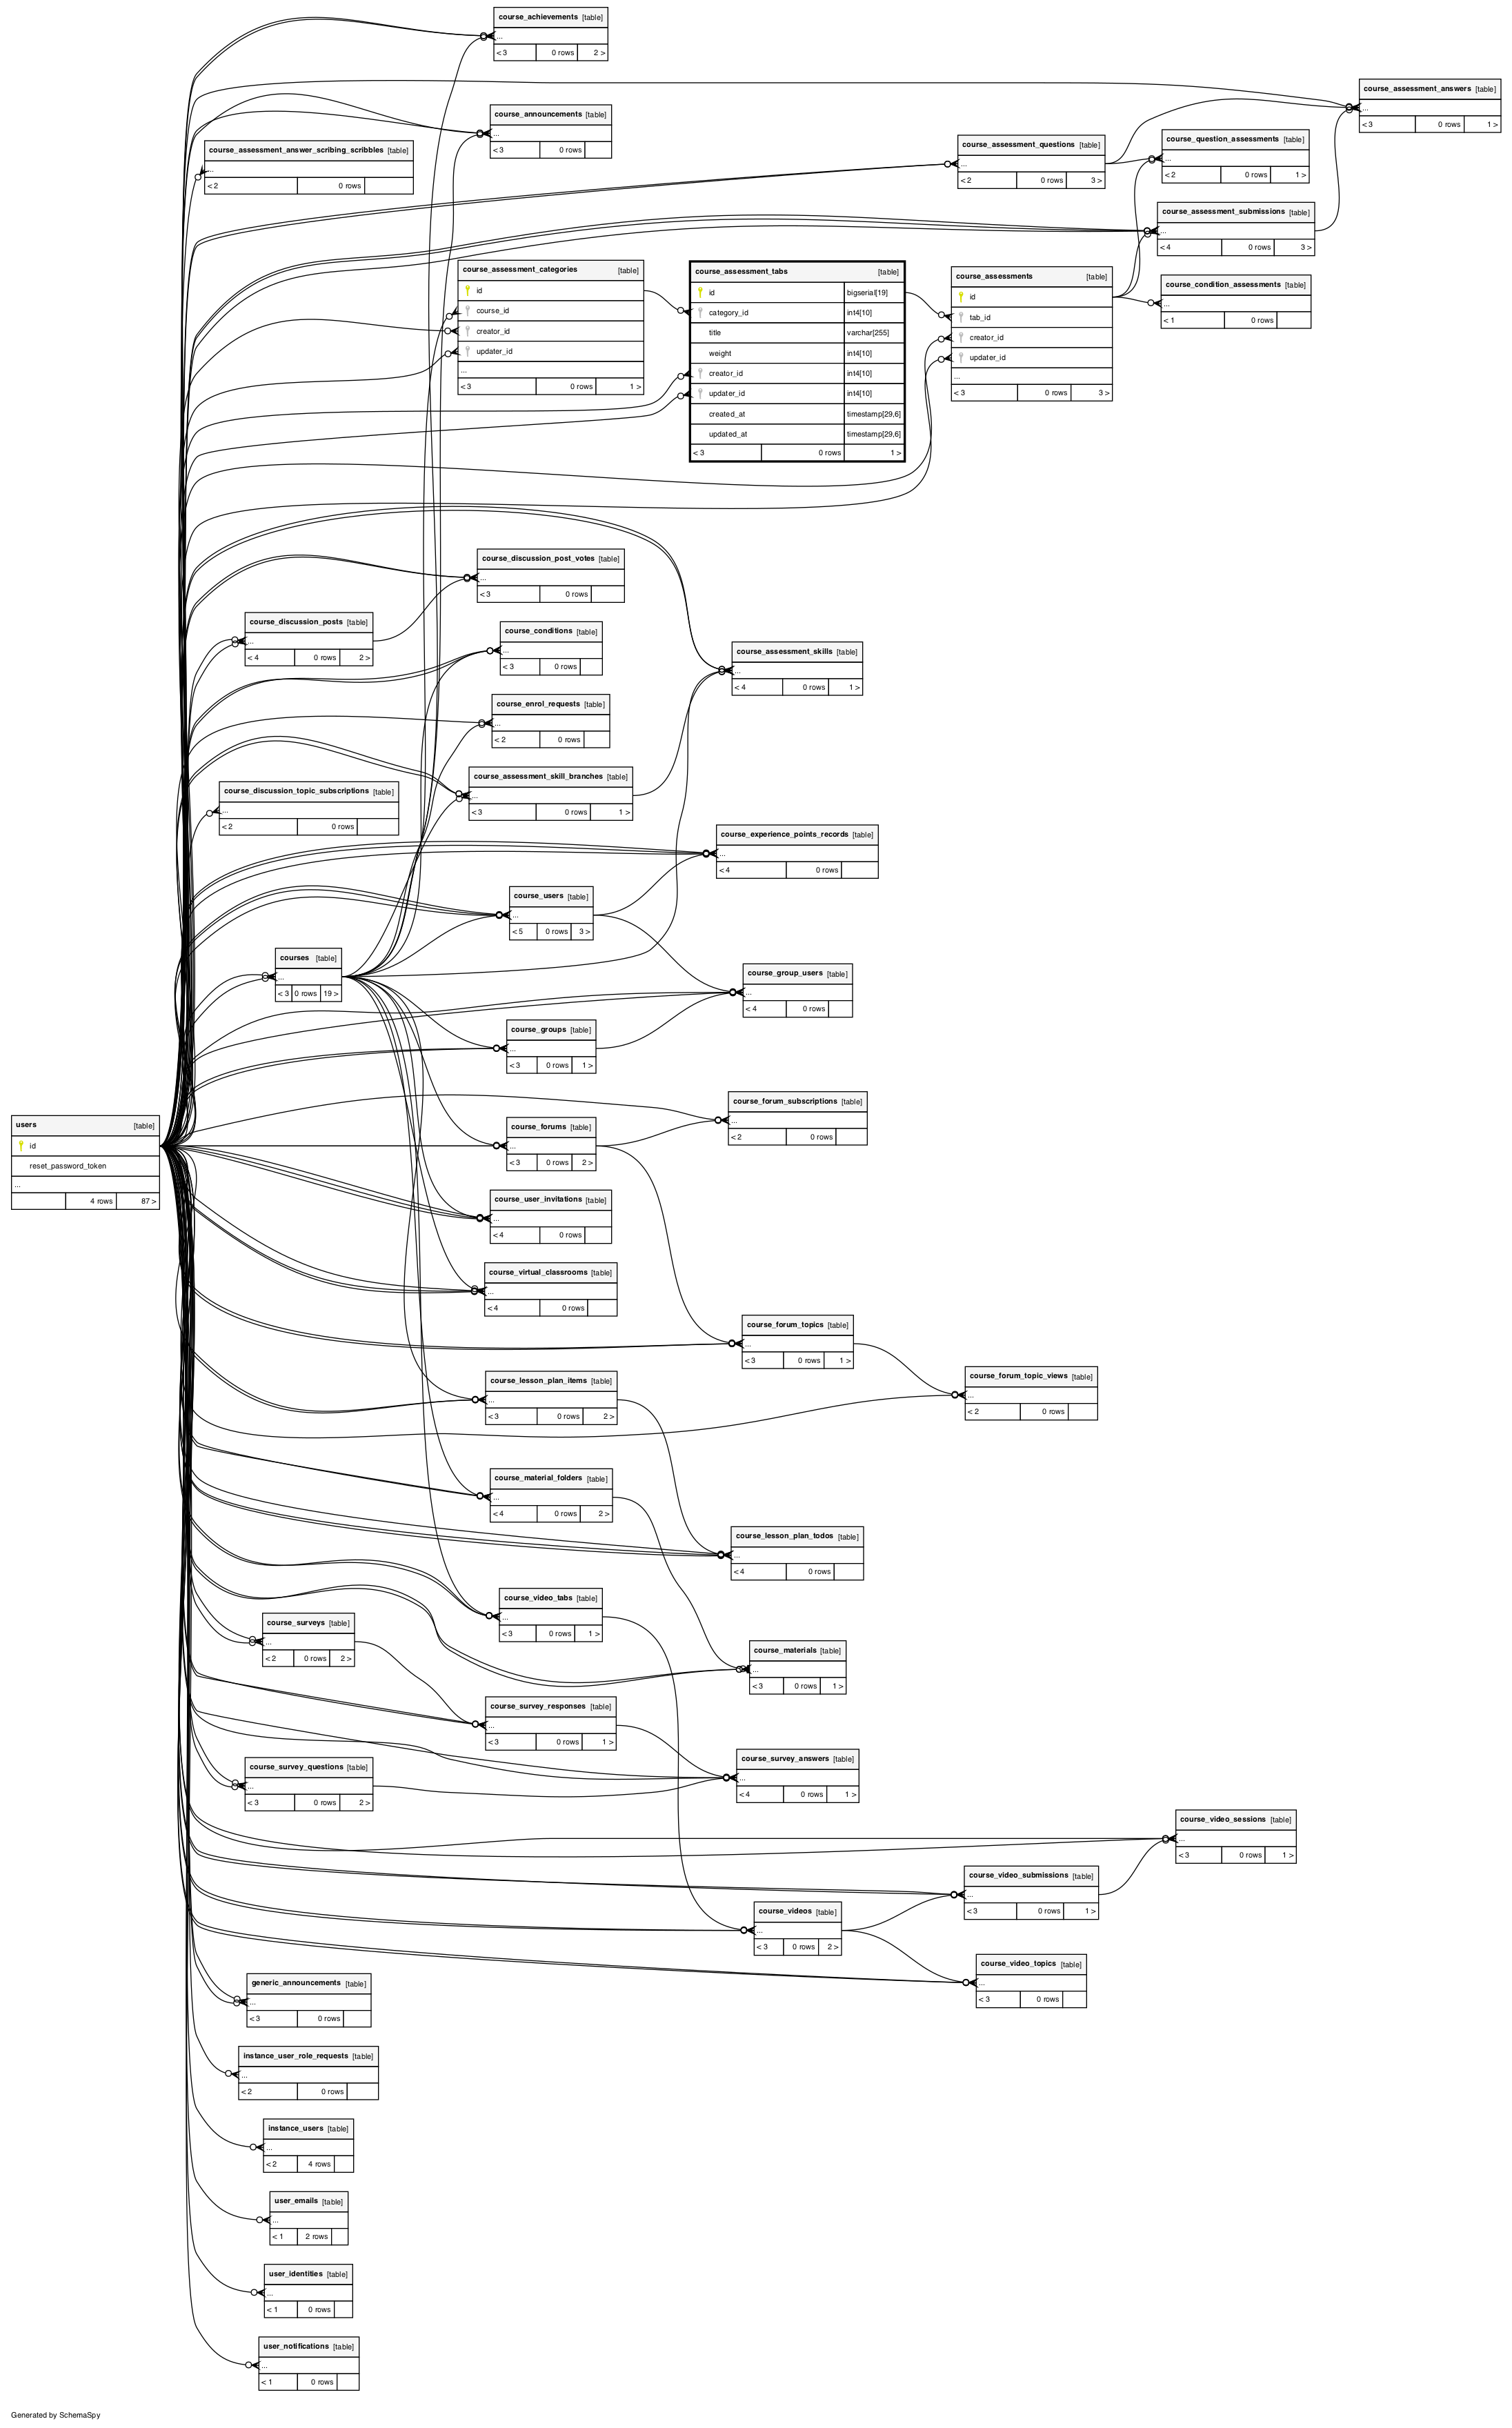 course_achievements [table]
...
< 3 0 rows 2 >
course_assessment_answers [table]
...
< 3 0 rows 1 >
course_announcements [table]
...
< 3 0 rows
course_assessment_answer_scribing_scribbles [table]
...
< 2 0 rows
course_assessment_questions [table]
...
< 2 0 rows 3 >
course_question_assessments [table]
...
< 2 0 rows 1 >
course_assessment_submissions [table]
...
< 4 0 rows 3 >
course_assessment_categories [table]
id
course_id
creator_id
updater_id
...
< 3 0 rows 1 >
course_assessment_tabs [table]
id bigserial[19]
category_id int4[10]
title varchar[255]
weight int4[10]
creator_id int4[10]
updater_id int4[10]
created_at timestamp[29,6]
updated_at timestamp[29,6]
< 3 0 rows 1 >
course_assessments [table]
id
tab_id
creator_id
updater_id
...
< 3 0 rows 3 >
course_condition_assessments [table]
...
< 1 0 rows
course_discussion_post_votes [table]
...
< 3 0 rows
course_discussion_posts [table]
...
< 4 0 rows 2 >
course_conditions [table]
...
< 3 0 rows
course_assessment_skills [table]
...
< 4 0 rows 1 >
course_enrol_requests [table]
...
< 2 0 rows
course_assessment_skill_branches [table]
...
< 3 0 rows 1 >
course_discussion_topic_subscriptions [table]
...
< 2 0 rows
course_experience_points_records [table]
...
< 4 0 rows
course_users [table]
...
< 5 0 rows 3 >
courses [table]
...
< 3 0 rows 19 >
course_group_users [table]
...
< 4 0 rows
course_groups [table]
...
< 3 0 rows 1 >
course_forum_subscriptions [table]
...
< 2 0 rows
users [table]
id
reset_password_token
...
4 rows 87 >
course_forums [table]
...
< 3 0 rows 2 >
course_user_invitations [table]
...
< 4 0 rows
course_virtual_classrooms [table]
...
< 4 0 rows
course_forum_topics [table]
...
< 3 0 rows 1 >
course_forum_topic_views [table]
...
< 2 0 rows
course_lesson_plan_items [table]
...
< 3 0 rows 2 >
course_material_folders [table]
...
< 4 0 rows 2 >
course_lesson_plan_todos [table]
...
< 4 0 rows
course_video_tabs [table]
...
< 3 0 rows 1 >
course_surveys [table]
...
< 2 0 rows 2 >
course_materials [table]
...
< 3 0 rows 1 >
course_survey_responses [table]
...
< 3 0 rows 1 >
course_survey_answers [table]
...
< 4 0 rows 1 >
course_survey_questions [table]
...
< 3 0 rows 2 >
course_video_sessions [table]
...
< 3 0 rows 1 >
course_video_submissions [table]
...
< 3 0 rows 1 >
course_videos [table]
...
< 3 0 rows 2 >
course_video_topics [table]
...
< 3 0 rows
generic_announcements [table]
...
< 3 0 rows
instance_user_role_requests [table]
...
< 2 0 rows
instance_users [table]
...
< 2 4 rows
user_emails [table]
...
< 1 2 rows
user_identities [table]
...
< 1 0 rows
user_notifications [table]
...
< 1 0 rows
Generated by SchemaSpy